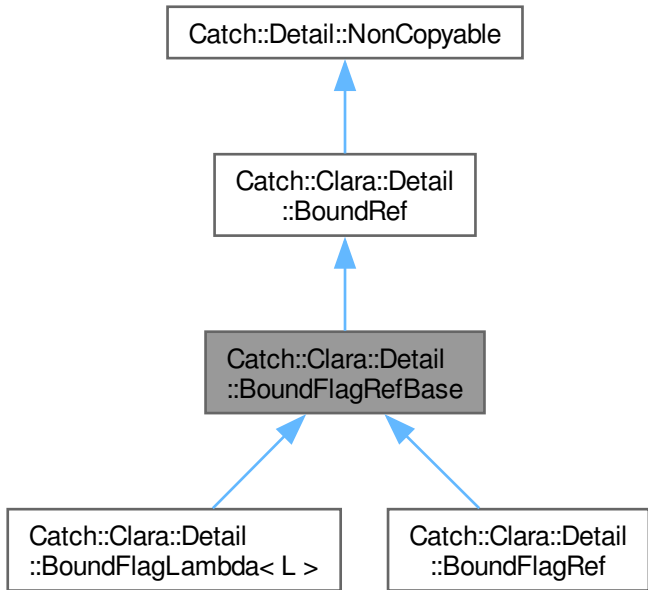 Catch::Detail::NonCopyable
Catch::Clara::Detail
::BoundRef
Catch::Clara::Detail
::BoundFlagRefBase
Catch::Clara::Detail
::BoundFlagLambda< L >
Catch::Clara::Detail
::BoundFlagRef